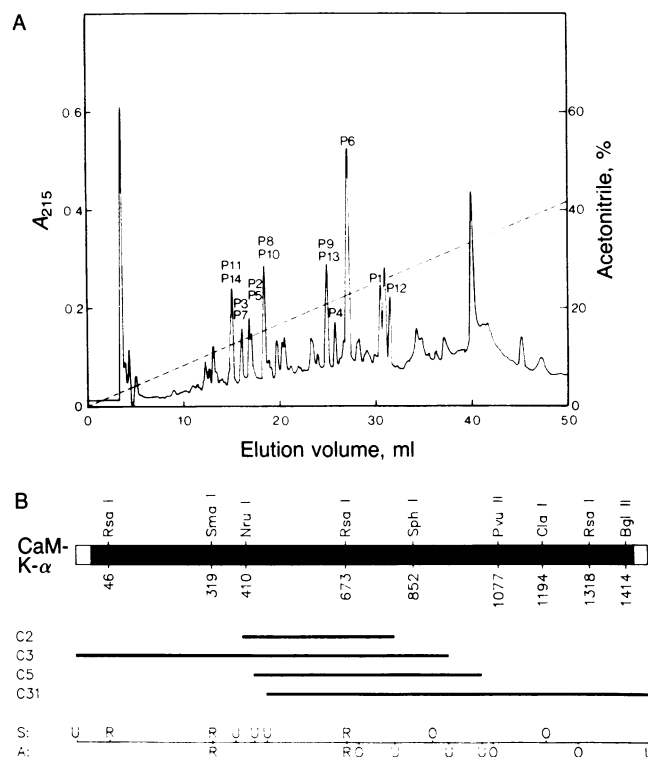 A
0.6
0 4
0.2
0
A215
60
40
20
0
Acetonitrile, %
P6
P8
P10
P9
P13
P11
P14
P2
P5
P3
P7
P4
P1
P12
0 10 20 30 40 50
Elution volume, ml
B
Rsa I Sma I Nru I Rsa I Sph I Pvu II Cla I Rsa I Bgl II
CaM-
K-α
46 319 410 673 852 1077 1194 1318 1414
C2
C3
C5
C31
S: U R R U U U R O O
A: R R O U U U O O U